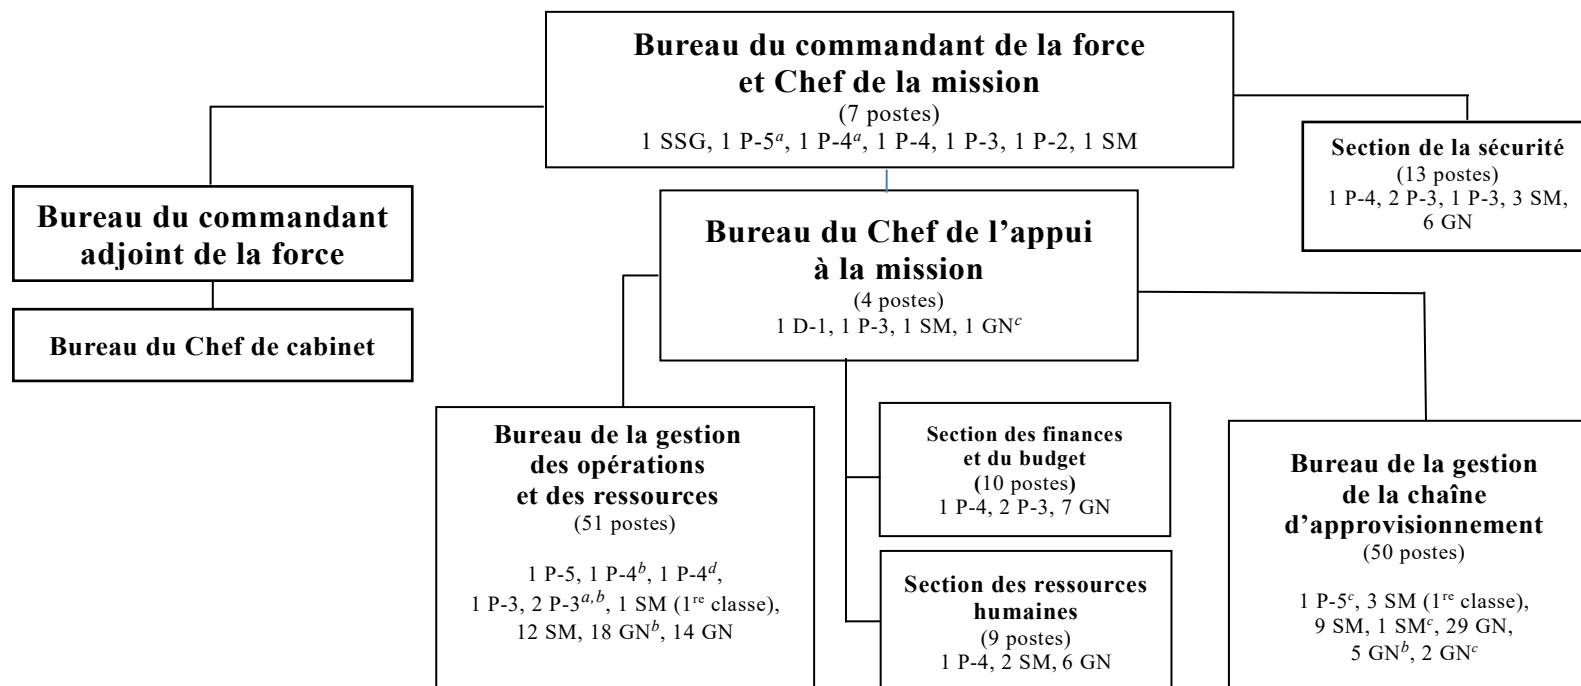 Bureau du commandant de la force
et Chef de la mission
(7 postes)
1 SSG, 1 P-5ᵃ, 1 P-4ᵃ, 1 P-4, 1 P-3, 1 P-2, 1 SM
Section de la sécurité
(13 postes)
1 P-4, 2 P-3, 1 P-3, 3 SM,
6 GN
Bureau du commandant
adjoint de la force
Bureau du Chef de cabinet
Bureau du Chef de l’appui
à la mission
(4 postes)
1 D-1, 1 P-3, 1 SM, 1 GNᶜ
Bureau de la gestion
des opérations
et des ressources
(51 postes)
1 P-5, 1 P-4ᵇ, 1 P-4ᵈ,
1 P-3, 2 P-3ᵃ,ᵇ, 1 SM (1ʳᵉ classe),
12 SM, 18 GNᵇ, 14 GN
Section des finances
et du budget
(10 postes)
1 P-4, 2 P-3, 7 GN
Section des ressources
humaines
(9 postes)
1 P-4, 2 SM, 6 GN
Bureau de la gestion
de la chaîne
d’approvisionnement
(50 postes)
1 P-5ᶜ, 3 SM (1ʳᵉ classe),
9 SM, 1 SMᶜ, 29 GN,
5 GNᵇ, 2 GNᶜ